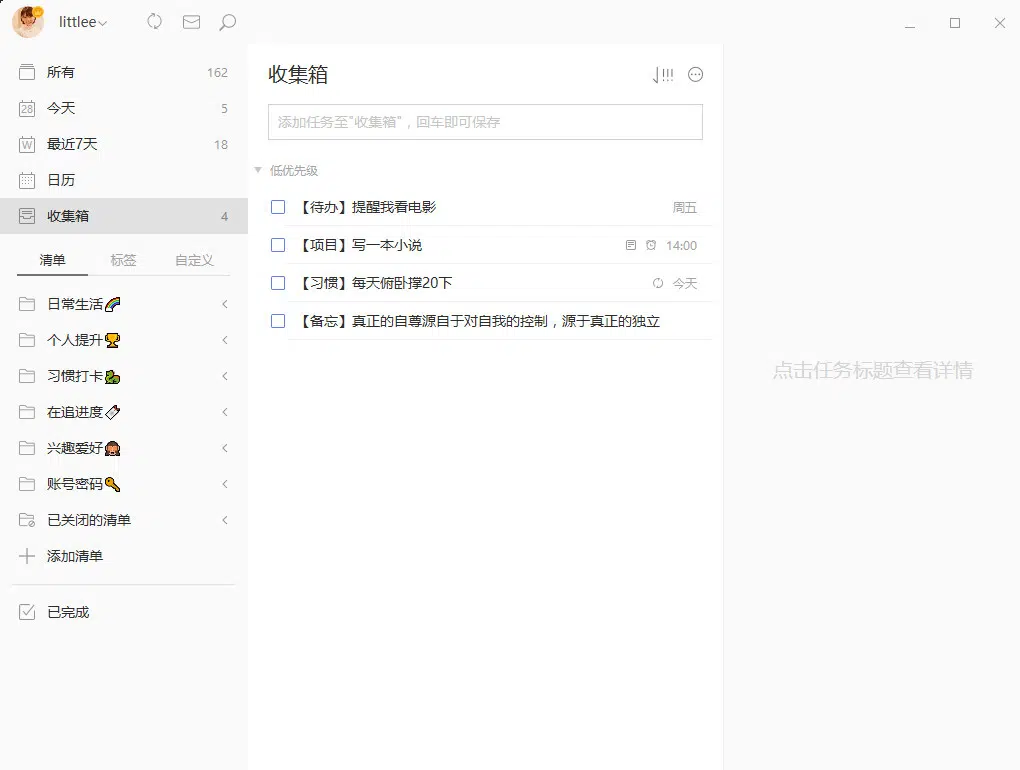 littlee
所有 162
28 今天 5
W 最近7天 18
日历
收集箱 4
清单 标签 自定义
日常生活🌈
个人提升🏆
习惯打卡🐍
在追进度
兴趣爱好
账号密码🔑
已关闭的清单
添加清单
已完成
收集箱
添加任务至"收集箱"，回车即可保存
低优先级
【待办】提醒我看电影 周五
【项目】写一本小说 14:00
【习惯】每天俯卧撑20下 今天
【备忘】真正的自尊源自于对自我的控制，源于真正的独立
点击任务标题查看详情